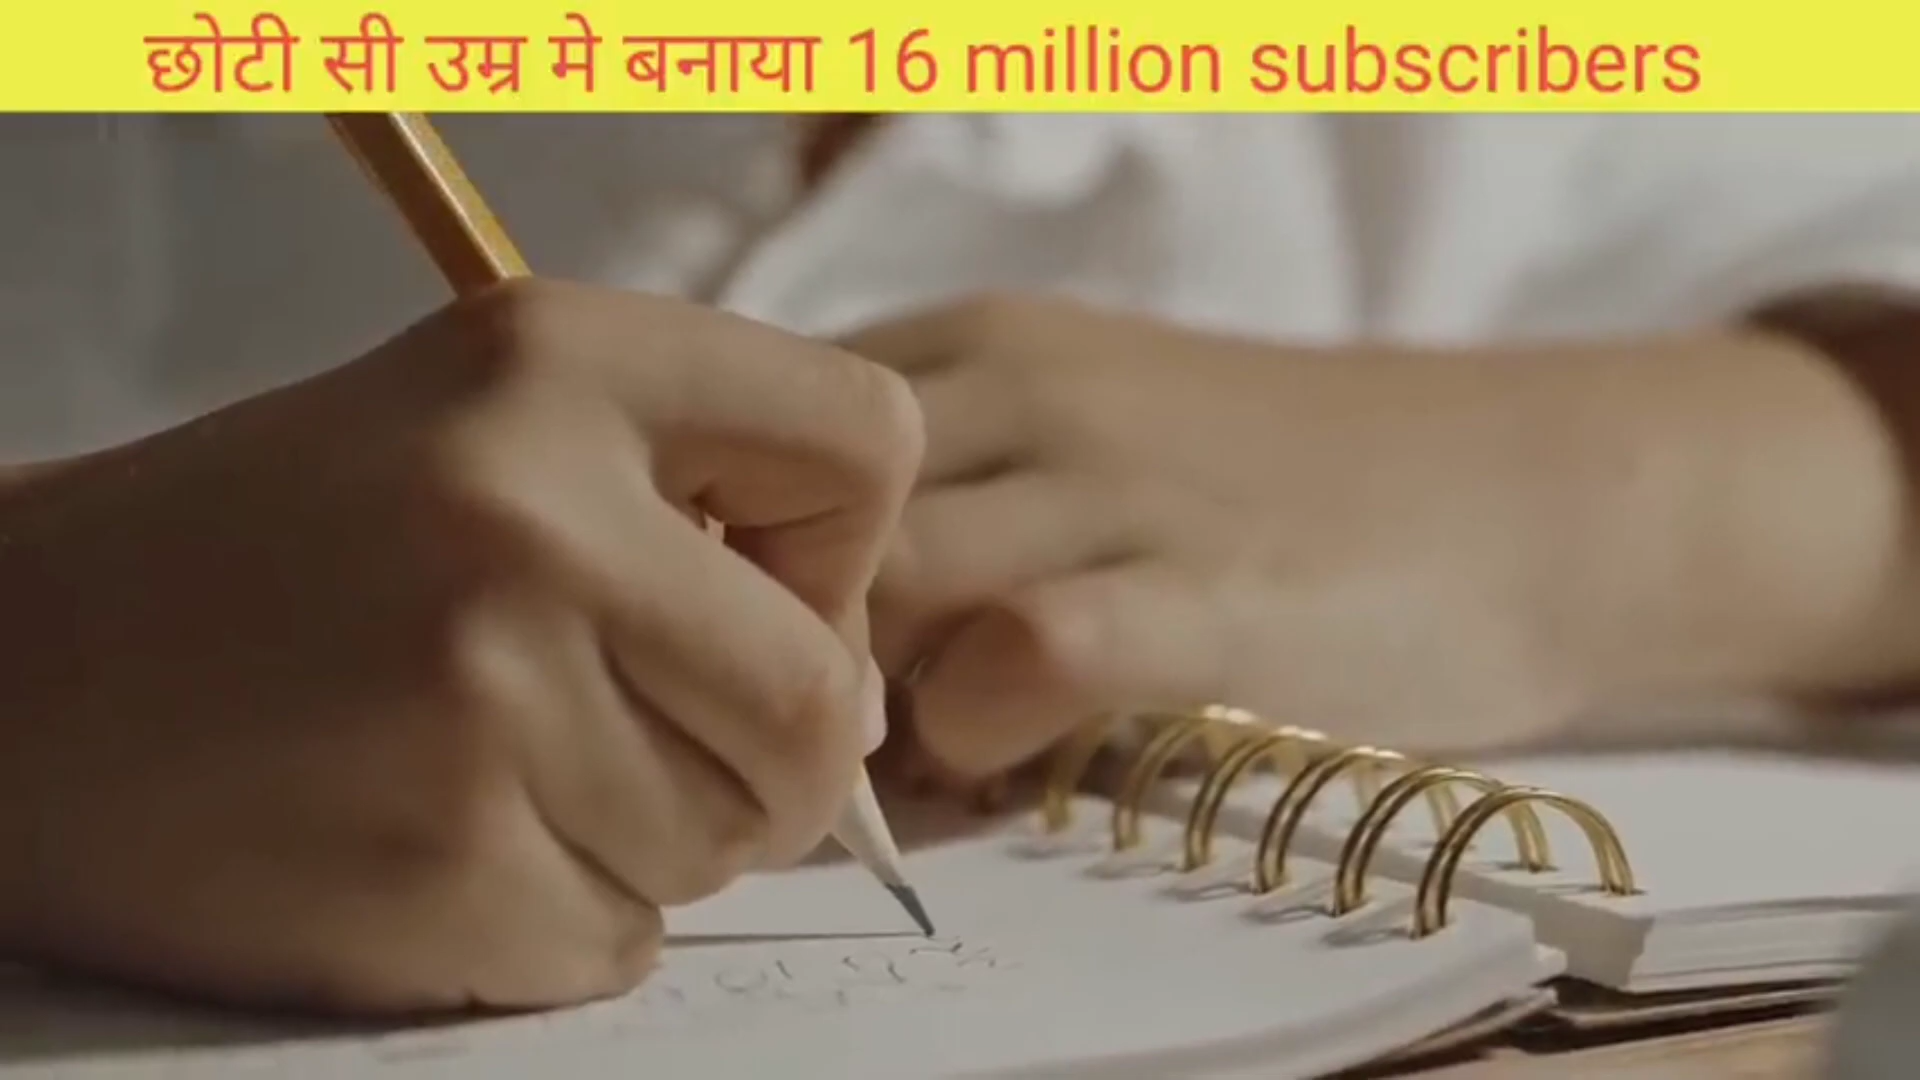 छोटी सी उम्र मे बनाया 16 million subscribers